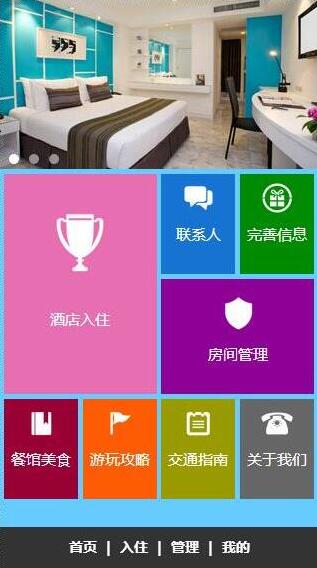 联系人
完善信息
酒店入住
房间管理
餐馆美食
游玩攻略
交通指南
关于我们
首页 | 入住 | 管理 | 我的